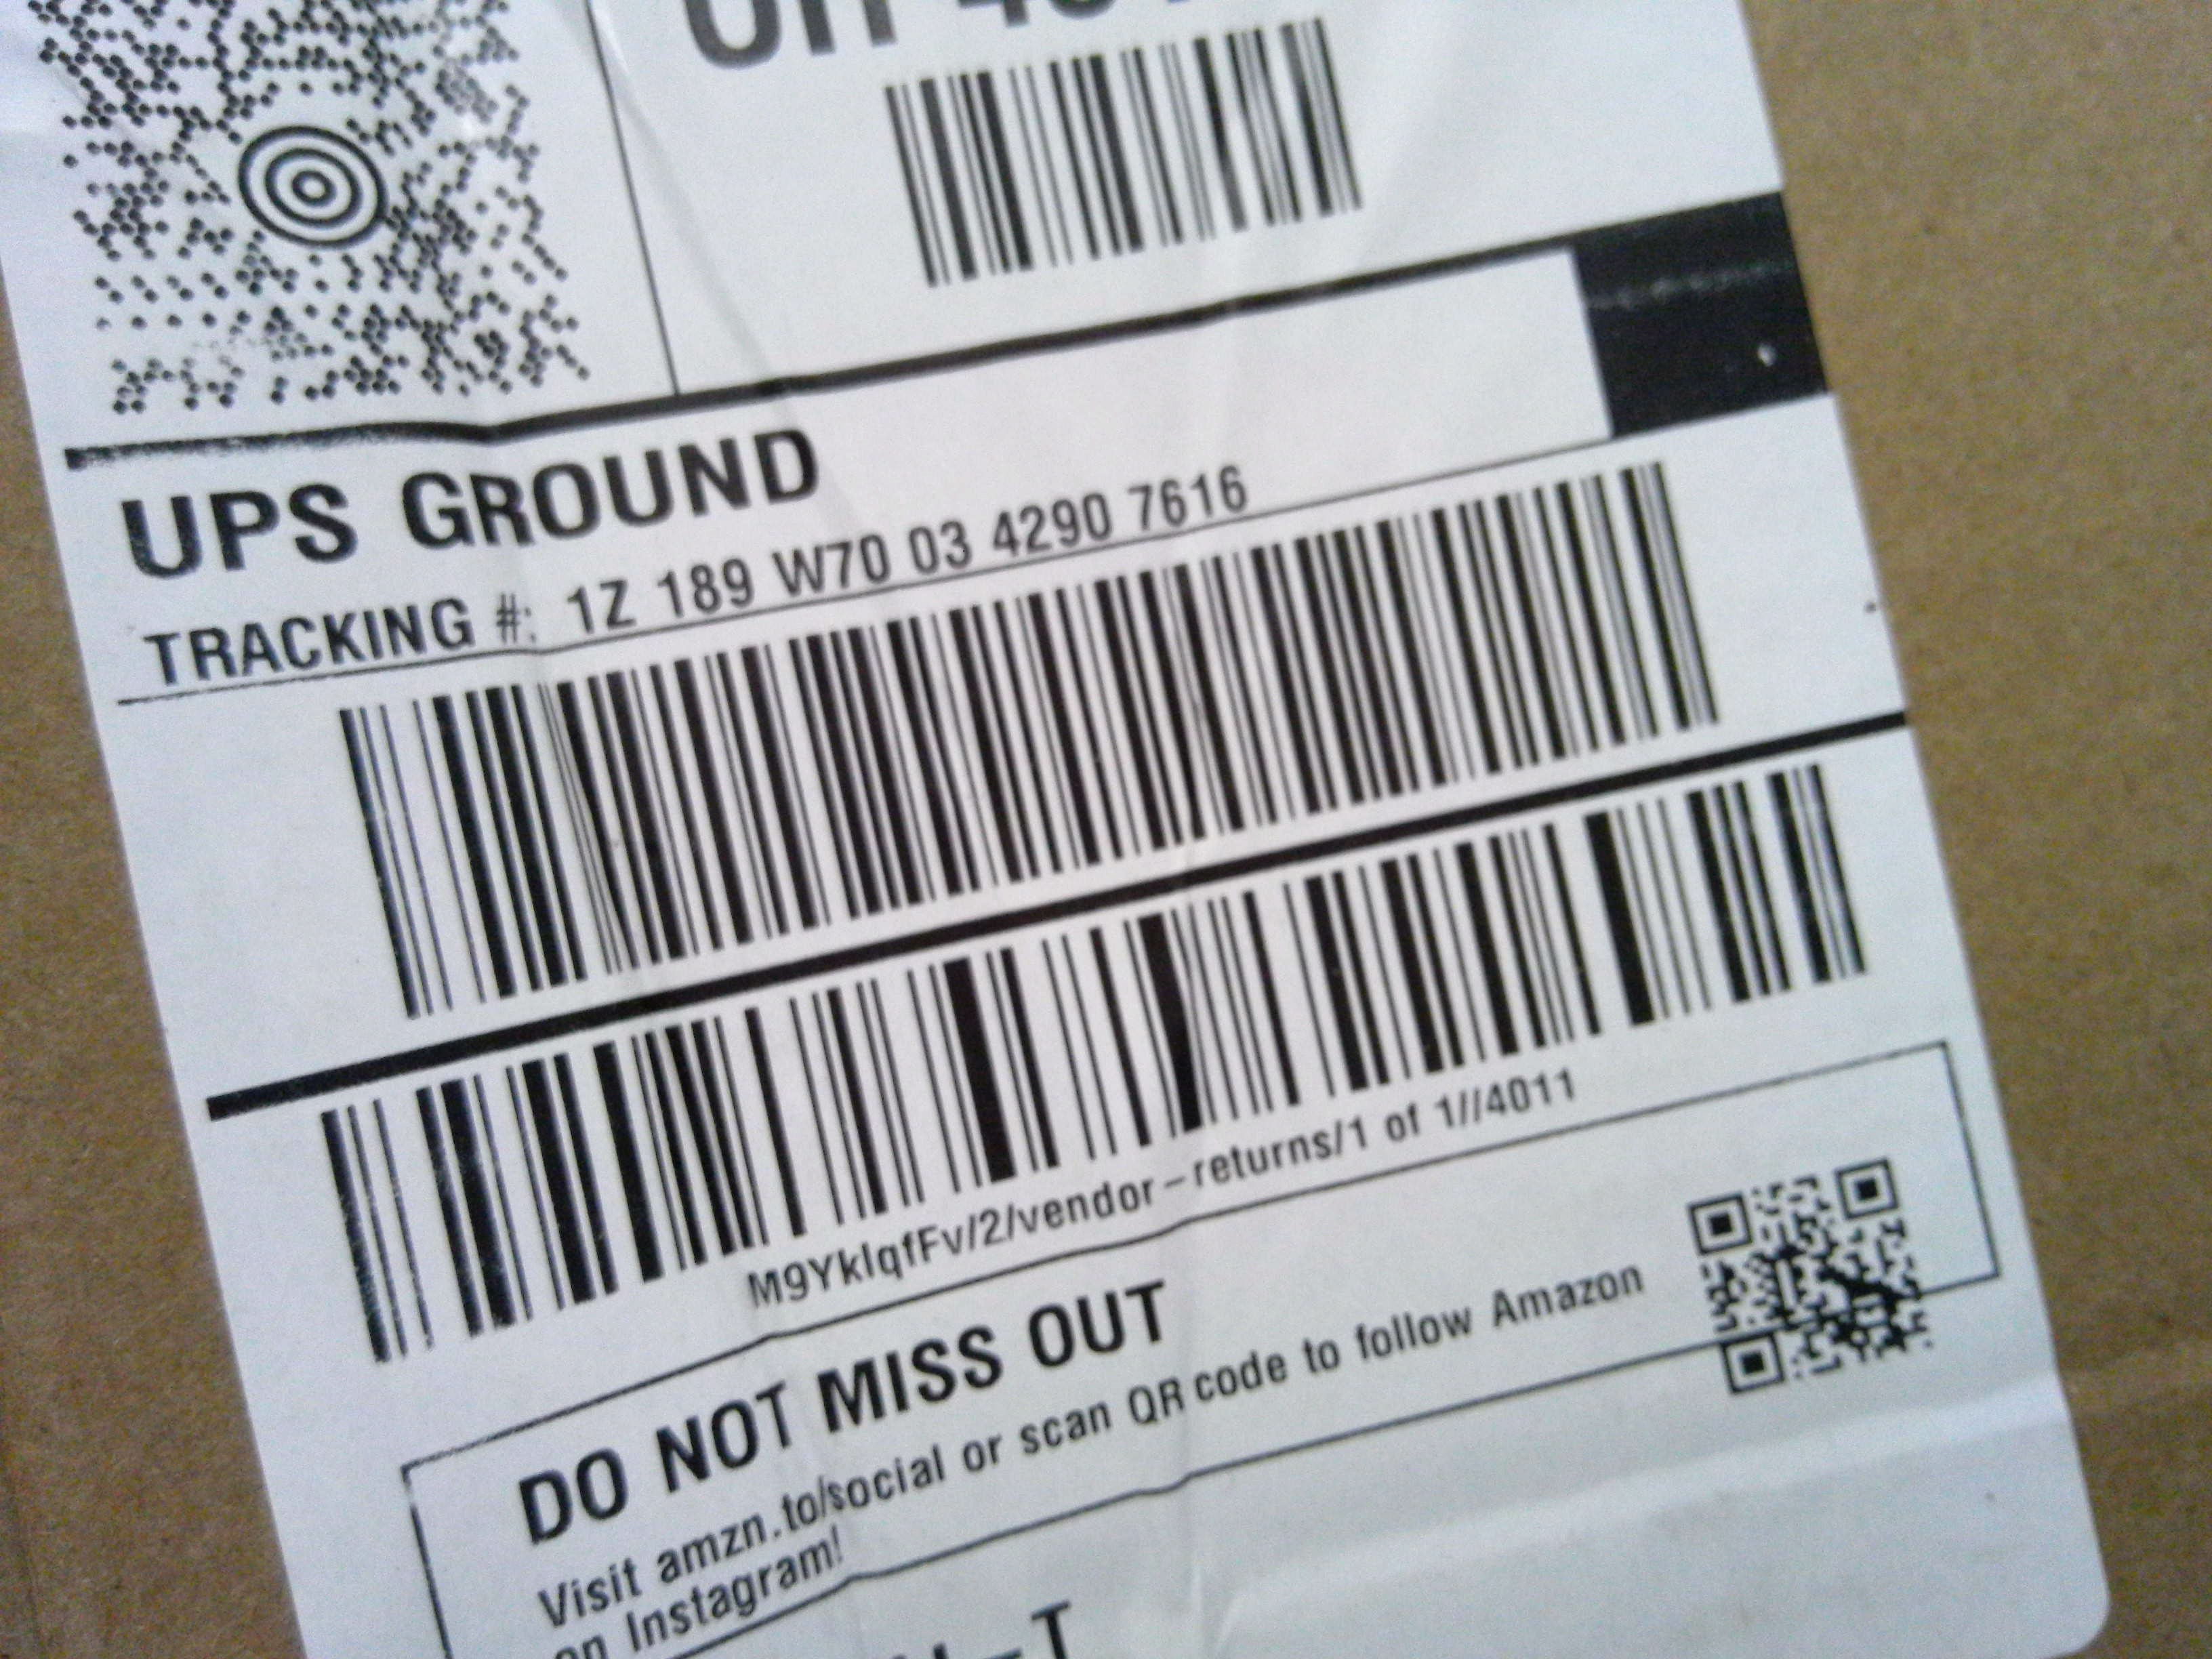 UPS GROUND
TRACKING #: 1Z 189 W70 03 4290 7616
M9YklqfFv/2/vendor-returns/1 of 1//4011
DO NOT MISS OUT
Visit amzn.to/social or scan QR code to follow Amazon
on Instagram!